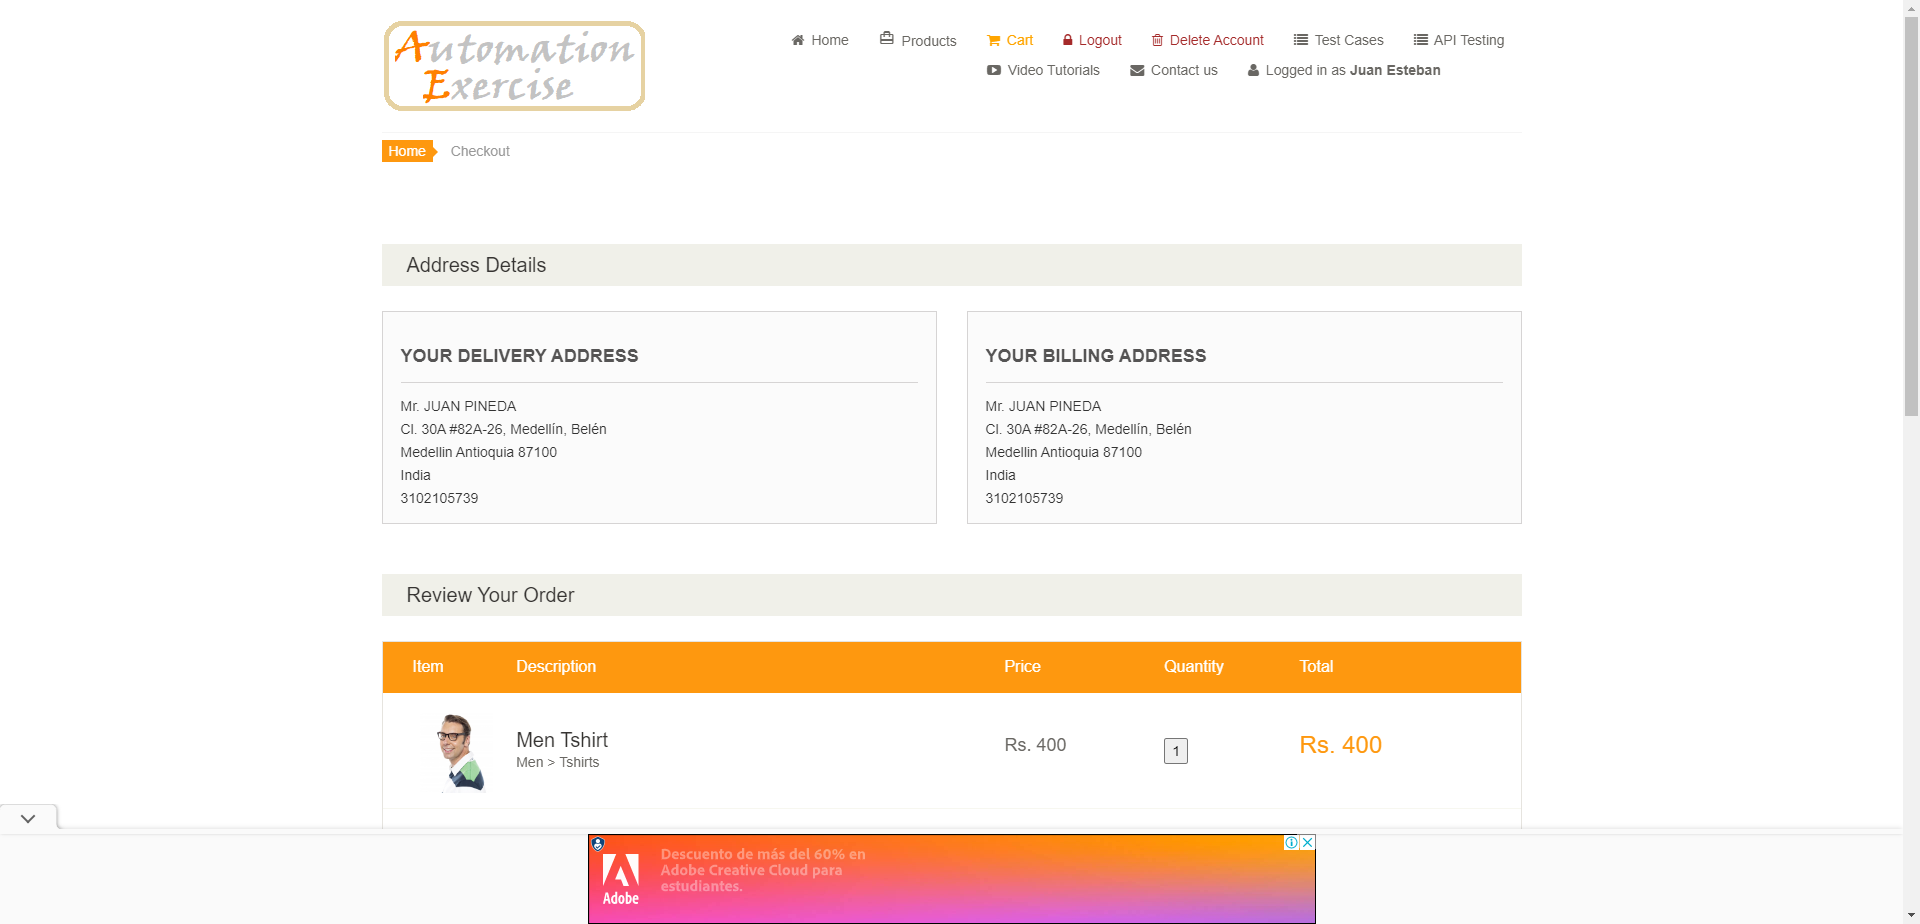 Automation
Exercise
Home
Products
Cart
Logout
Delete Account
Test Cases
API Testing
Video Tutorials
Contact us
Logged in as Juan Esteban
Home
Checkout
Address Details
YOUR DELIVERY ADDRESS
Mr. JUAN PINEDA
Cl. 30A #82A-26, Medellín, Belén
Medellin Antioquia 87100
India
3102105739
YOUR BILLING ADDRESS
Mr. JUAN PINEDA
Cl. 30A #82A-26, Medellín, Belén
Medellin Antioquia 87100
India
3102105739
Review Your Order
Item Description Price Quantity Total
Men Tshirt
Men > Tshirts
Rs. 400
1
Rs. 400
Adobe
Descuento de más del 60% en
Adobe Creative Cloud para
estudiantes.